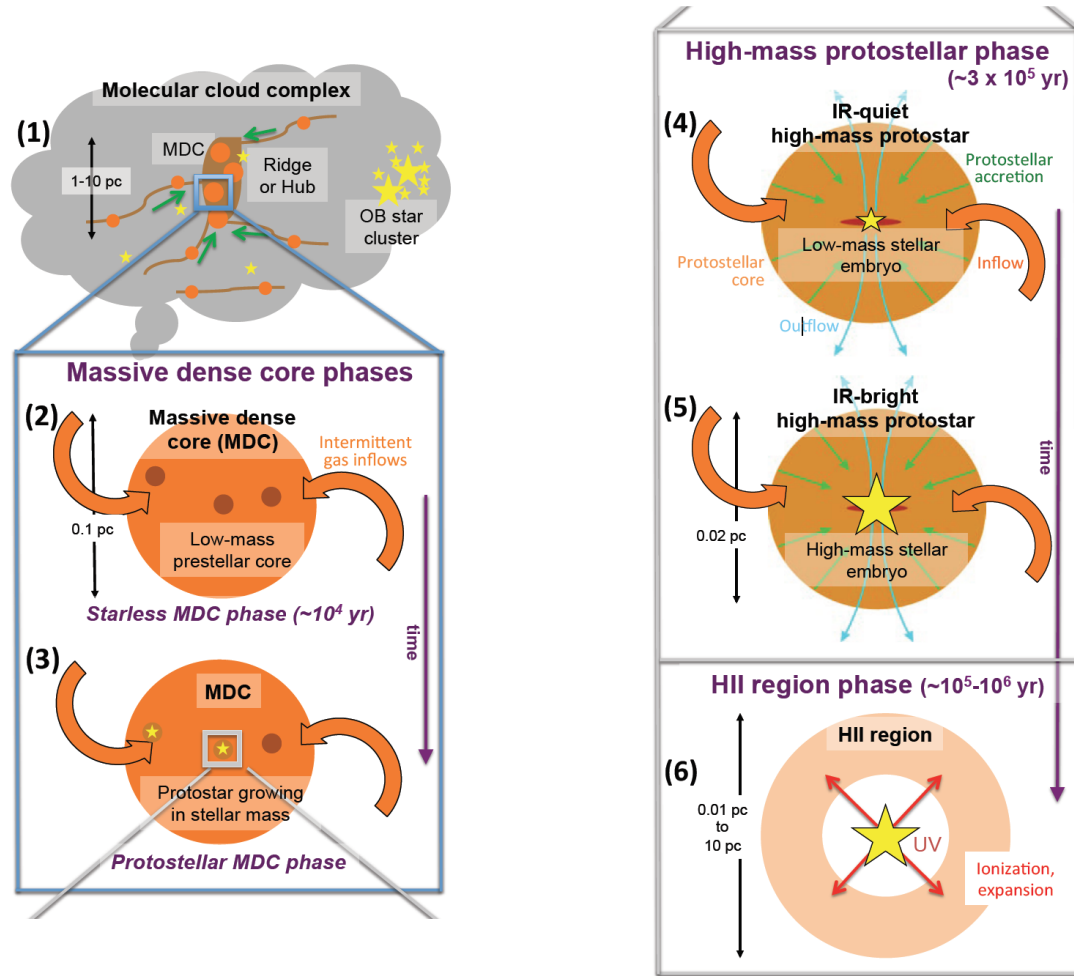 Molecular cloud complex
(1)
MDC
Ridge
or Hub
1-10 pc
OB star
cluster
Massive dense core phases
(2)
Massive dense
core (MDC)
Intermittent
gas inflows
0.1 pc
Low-mass
prestellar core
Starless MDC phase (~10⁴ yr)
time
(3)
MDC
Protostar growing
in stellar mass
Protostellar MDC phase
High-mass protostellar phase
(~3 x 10⁵ yr)
(4)
IR-quiet
high-mass protostar
Protostellar
accretion
Low-mass stellar
embryo
Protostellar
core
Inflow
Outflow
(5)
IR-bright
high-mass protostar
time
0.02 pc
High-mass stellar
embryo
HII region phase (~10⁵-10⁶ yr)
HII region
(6)
0.01 pc
to
10 pc
UV
Ionization,
expansion